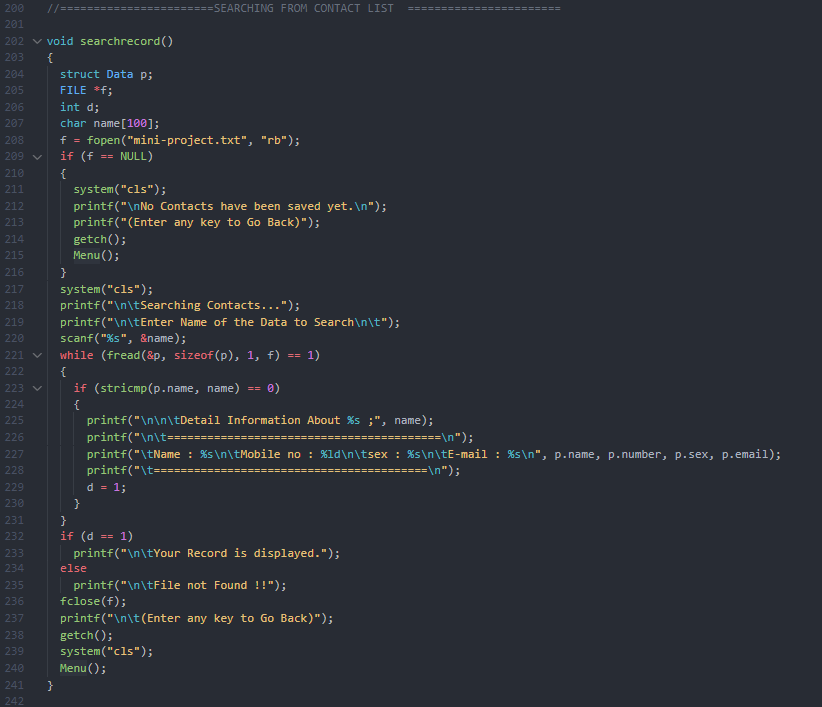 200 //=======================SEARCHING FROM CONTACT LIST  =======================
201
202 void searchrecord()
203 {
204   struct Data p;
205   FILE *f;
206   int d;
207   char name[100];
208   f = fopen("mini-project.txt", "rb");
209   if (f == NULL)
210   {
211     system("cls");
212     printf("\nNo Contacts have been saved yet.\n");
213     printf("(Enter any key to Go Back)");
214     getch();
215     Menu();
216   }
217   system("cls");
218   printf("\n\tSearching Contacts...");
219   printf("\n\tEnter Name of the Data to Search\n\t");
220   scanf("%s", &name);
221   while (fread(&p, sizeof(p), 1, f) == 1)
222   {
223     if (stricmp(p.name, name) == 0)
224     {
225       printf("\n\n\tDetail Information About %s ;", name);
226       printf("\n\t=========================================\n");
227       printf("\tName : %s\n\tMobile no : %ld\n\tsex : %s\n\tE-mail : %s\n", p.name, p.number, p.sex, p.email);
228       printf("\t=========================================\n");
229       d = 1;
230     }
231   }
232   if (d == 1)
233     printf("\n\tYour Record is displayed.");
234   else
235     printf("\n\tFile not Found !!");
236   fclose(f);
237   printf("\n\t(Enter any key to Go Back)");
238   getch();
239   system("cls");
240   Menu();
241 }
242